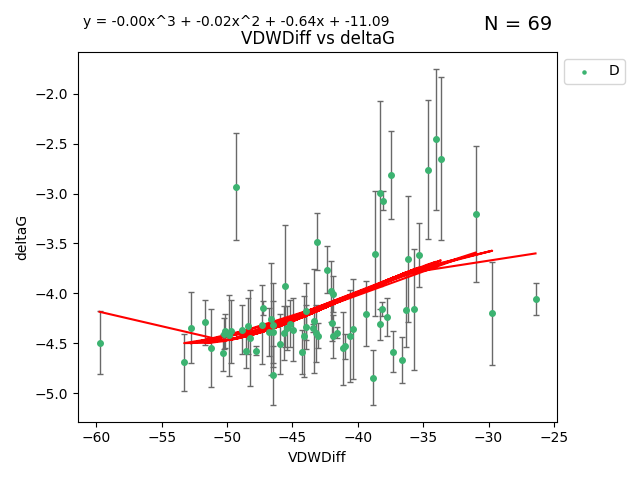 y = -0.00x^3 + -0.02x^2 + -0.64x + -11.09
N = 69
VDWDiff vs deltaG
D
deltaG
−2.0
−2.5
−3.0
−3.5
−4.0
−4.5
−5.0
−60 −55 −50 −45 −40 −35 −30 −25
VDWDiff